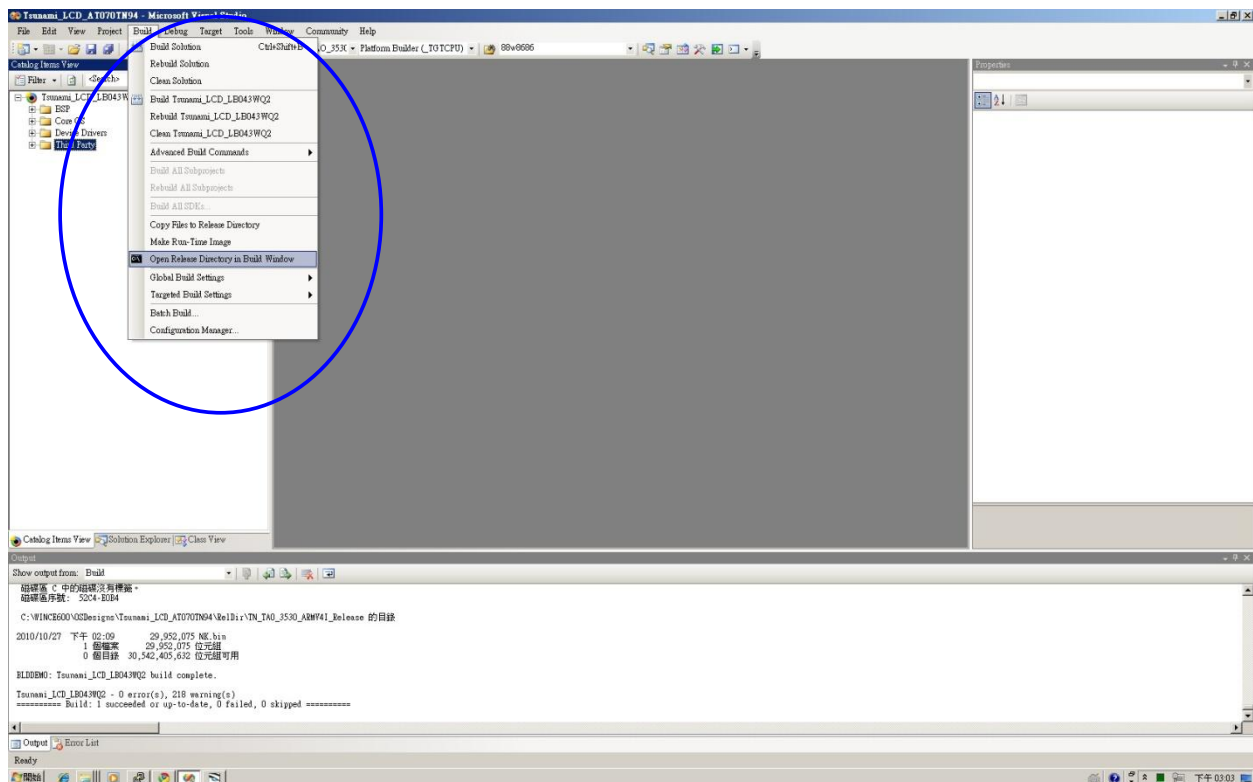 Tsunami_LCD_AT070TN94 - Microsoft Visual Studio
File Edit View Project Build Debug Target Tools Window Community Help
Platform Builder (_TGTCPU) 88w8686
Catalog Items View
Properties
Filter <Search>
BSP
Core OS
Device Drivers
Third Party
Build Solution Ctrl+Shift+B
Rebuild Solution
Clean Solution
Build Tsunami_LCD_LB043WQ2
Rebuild Tsunami_LCD_LB043WQ2
Clean Tsunami_LCD_LB043WQ2
Advanced Build Commands
Build All Subprojects
Rebuild All Subprojects
Build All SDKs...
Copy Files to Release Directory
Make Run-Time Image
Open Release Directory in Build Window
Global Build Settings
Targeted Build Settings
Batch Build...
Configuration Manager...
Catalog Items View Solution Explorer Class View
Output
Show output from: Build
磁碟區 C 中的磁碟沒有標籤。
磁碟區序號: 52C4-E0B4
C:\WINCE600\OSDesigns\Tsunami_LCD_AT070TN94\RelDir\TN_TAO_3530_ARMV4I_Release 的目錄
2010/10/27 下午 02:09 29,952,075 NK.bin
1 個檔案 29,952,075 位元組
0 個目錄 30,542,405,632 位元組可用
BLDDEMO: Tsunami_LCD_LB043WQ2 build complete.
Tsunami_LCD_LB043WQ2 - 0 error(s), 218 warning(s)
========== Build: 1 succeeded or up-to-date, 0 failed, 0 skipped ==========
Output Error List
Ready
開始 下午 03:03